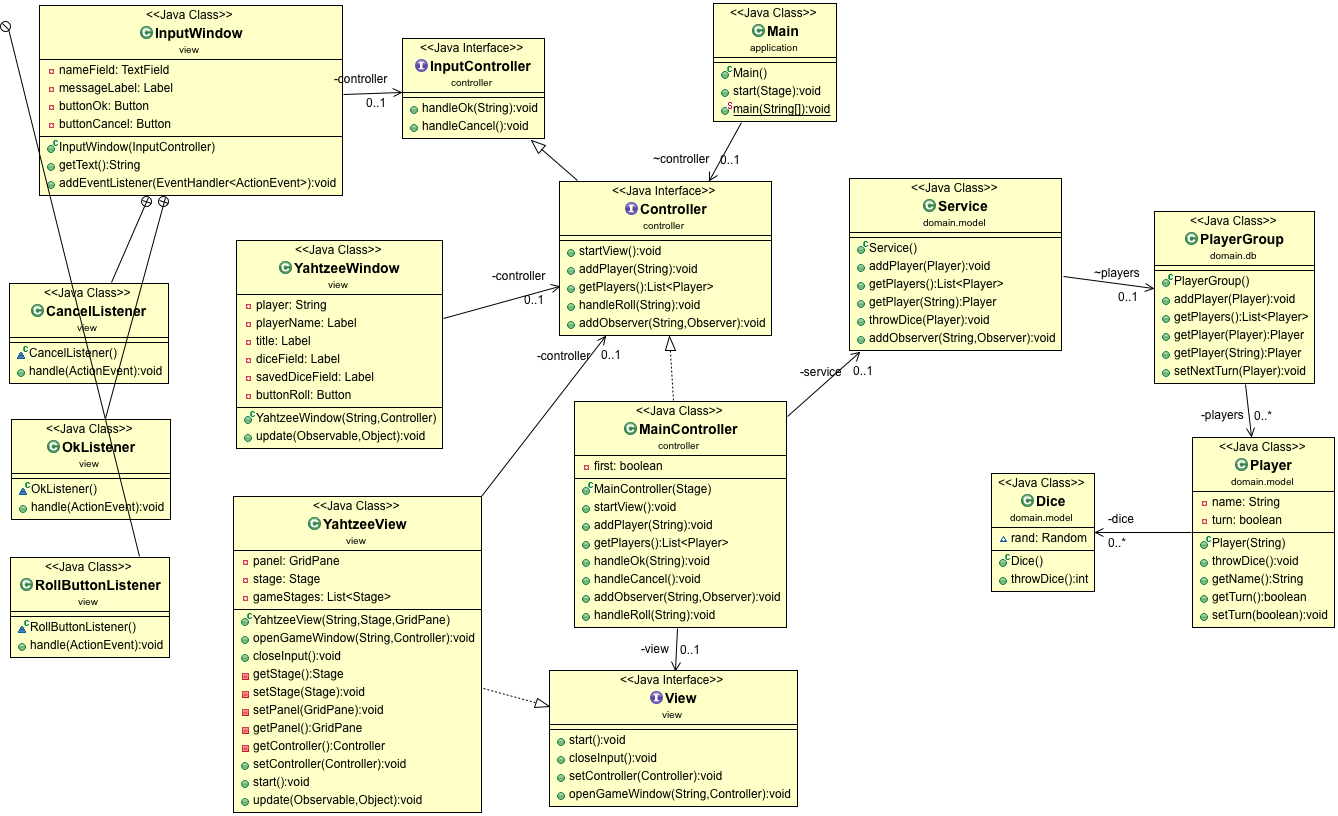 <<Java Class>>
InputWindow
view
nameField: TextField
messageLabel: Label
buttonOk: Button
buttonCancel: Button
InputWindow(InputController)
getText():String
addEventListener(EventHandler<ActionEvent>):void
-controller
0..1
<<Java Interface>>
InputController
controller
handleOk(String):void
handleCancel():void
<<Java Class>>
Main
application
Main()
start(Stage):void
main(String[]):void
~controller
0..1
<<Java Interface>>
Controller
controller
startView():void
addPlayer(String):void
getPlayers():List<Player>
handleRoll(String):void
addObserver(String,Observer):void
<<Java Class>>
Service
domain.model
Service()
addPlayer(Player):void
getPlayers():List<Player>
getPlayer(String):Player
throwDice(Player):void
addObserver(String,Observer):void
~players
0..1
<<Java Class>>
PlayerGroup
domain.db
PlayerGroup()
addPlayer(Player):void
getPlayers():List<Player>
getPlayer(Player):Player
getPlayer(String):Player
setNextTurn(Player):void
<<Java Class>>
YahtzeeWindow
view
player: String
playerName: Label
title: Label
diceField: Label
savedDiceField: Label
buttonRoll: Button
YahtzeeWindow(String,Controller)
update(Observable,Object):void
-controller
0..1
<<Java Class>>
CancelListener
view
CancelListener()
handle(ActionEvent):void
-controller
0..1
-service
0..1
-players
0..*
<<Java Class>>
OkListener
view
OkListener()
handle(ActionEvent):void
<<Java Class>>
MainController
controller
first: boolean
MainController(Stage)
startView():void
addPlayer(String):void
getPlayers():List<Player>
handleOk(String):void
handleCancel():void
addObserver(String,Observer):void
handleRoll(String):void
<<Java Class>>
Dice
domain.model
rand: Random
Dice()
throwDice():int
-dice
0..*
<<Java Class>>
Player
domain.model
name: String
turn: boolean
Player(String)
throwDice():void
getName():String
getTurn():boolean
setTurn(boolean):void
<<Java Class>>
RollButtonListener
view
RollButtonListener()
handle(ActionEvent):void
<<Java Class>>
YahtzeeView
view
panel: GridPane
stage: Stage
gameStages: List<Stage>
YahtzeeView(String,Stage,GridPane)
openGameWindow(String,Controller):void
closeInput():void
getStage():Stage
setStage(Stage):void
setPanel(GridPane):void
getPanel():GridPane
getController():Controller
setController(Controller):void
start():void
update(Observable,Object):void
-view
0..1
<<Java Interface>>
View
view
start():void
closeInput():void
setController(Controller):void
openGameWindow(String,Controller):void